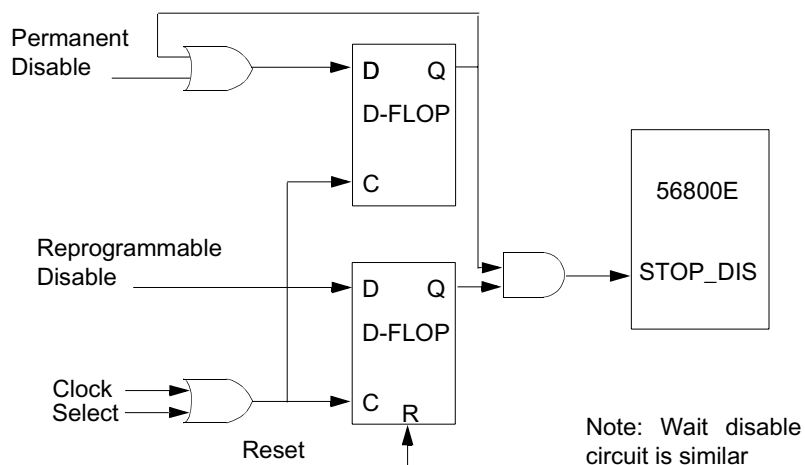 Permanent
Disable
D Q
D-FLOP
C
56800E
STOP_DIS
Reprogrammable
Disable
D Q
D-FLOP
C
R
Clock
Select
Reset
Note: Wait disable
circuit is similar